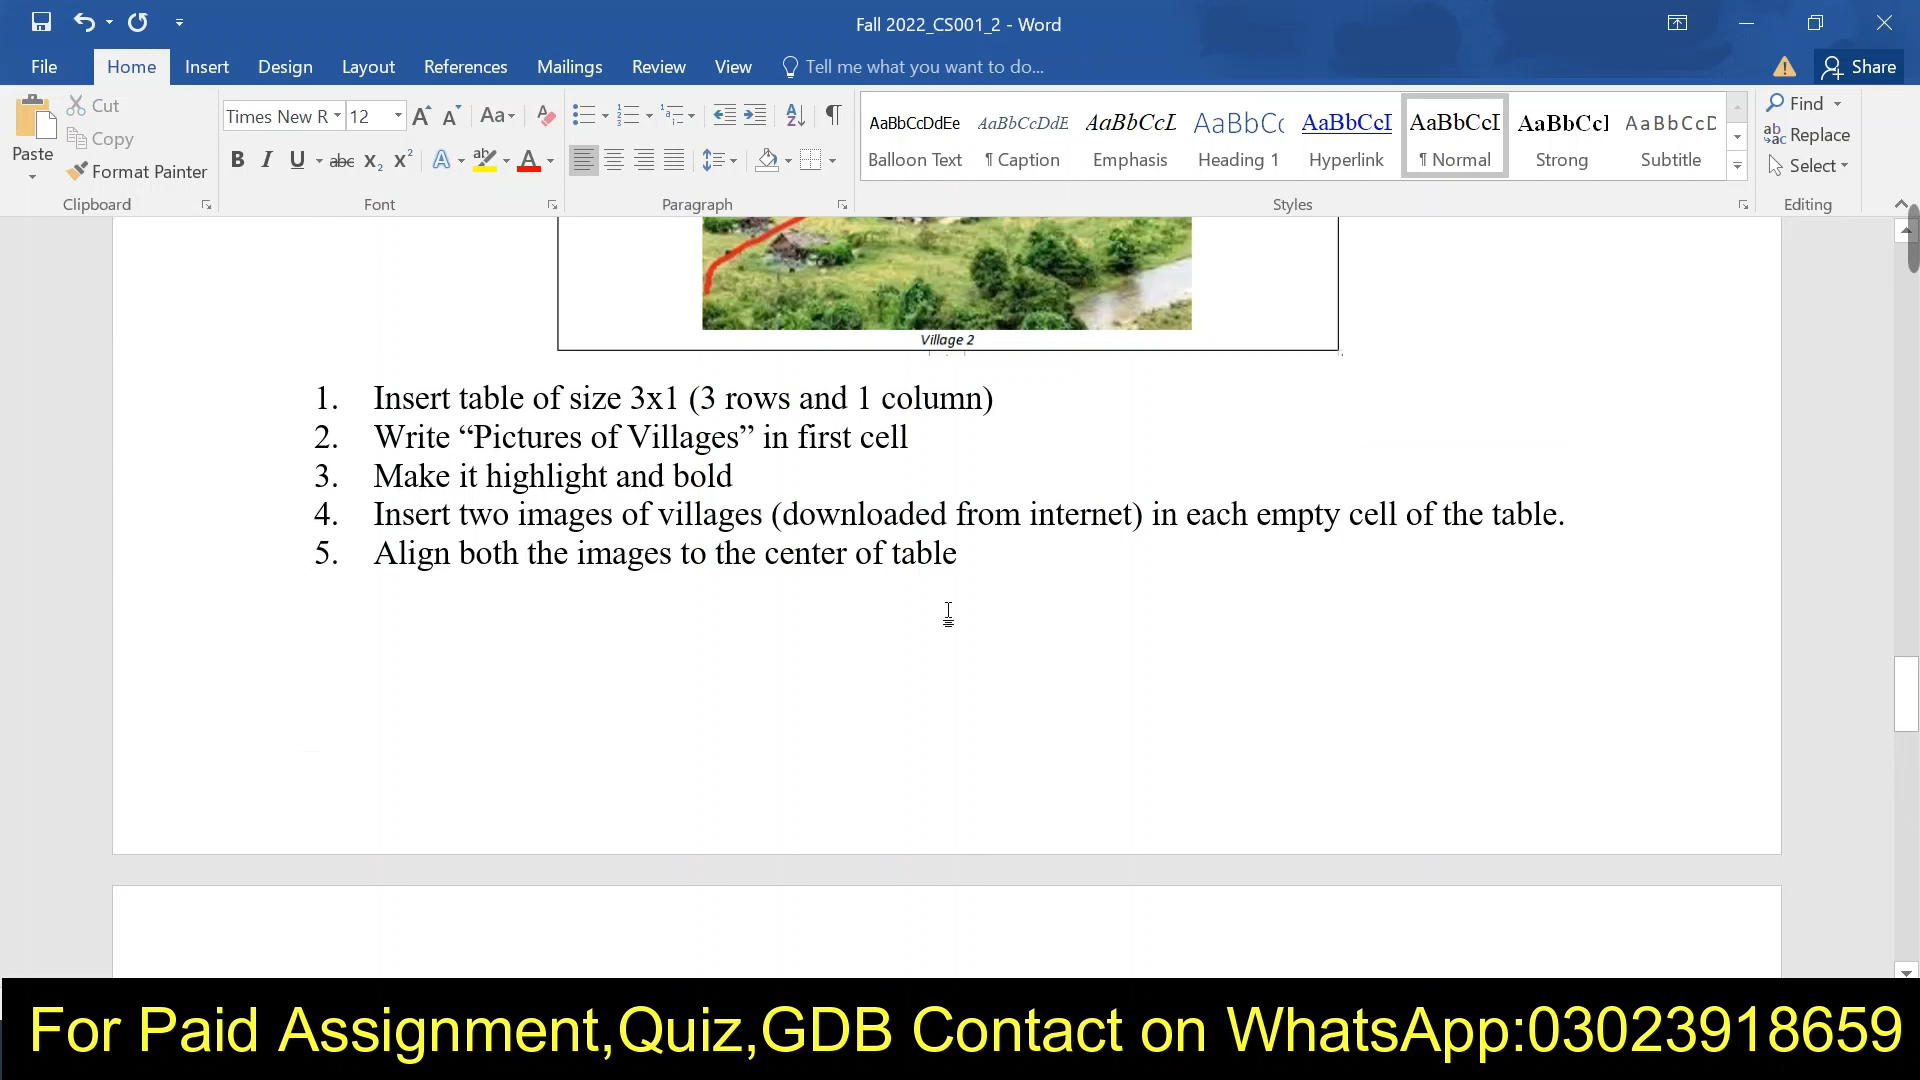 Fall 2022_CS001_2 - Word
File Home Insert Design Layout References Mailings Review View Tell me what you want to do... Share
Paste
Cut
Copy
Format Painter
Clipboard
Times New R 12
Aa
B I U abc X₂ X² A ab A
Font
Paragraph
AaBbCcDdEe AaBbCcDdE AaBbCcL AaBbCc AaBbCcI AaBbCcI AaBbCcl AaBbCcD
Balloon Text ¶ Caption Emphasis Heading 1 Hyperlink ¶ Normal Strong Subtitle
Styles
Find
Replace
Select
Editing
Village 2
1. Insert table of size 3x1 (3 rows and 1 column)
2. Write “Pictures of Villages” in first cell
3. Make it highlight and bold
4. Insert two images of villages (downloaded from internet) in each empty cell of the table.
5. Align both the images to the center of table
For Paid Assignment,Quiz,GDB Contact on WhatsApp:03023918659